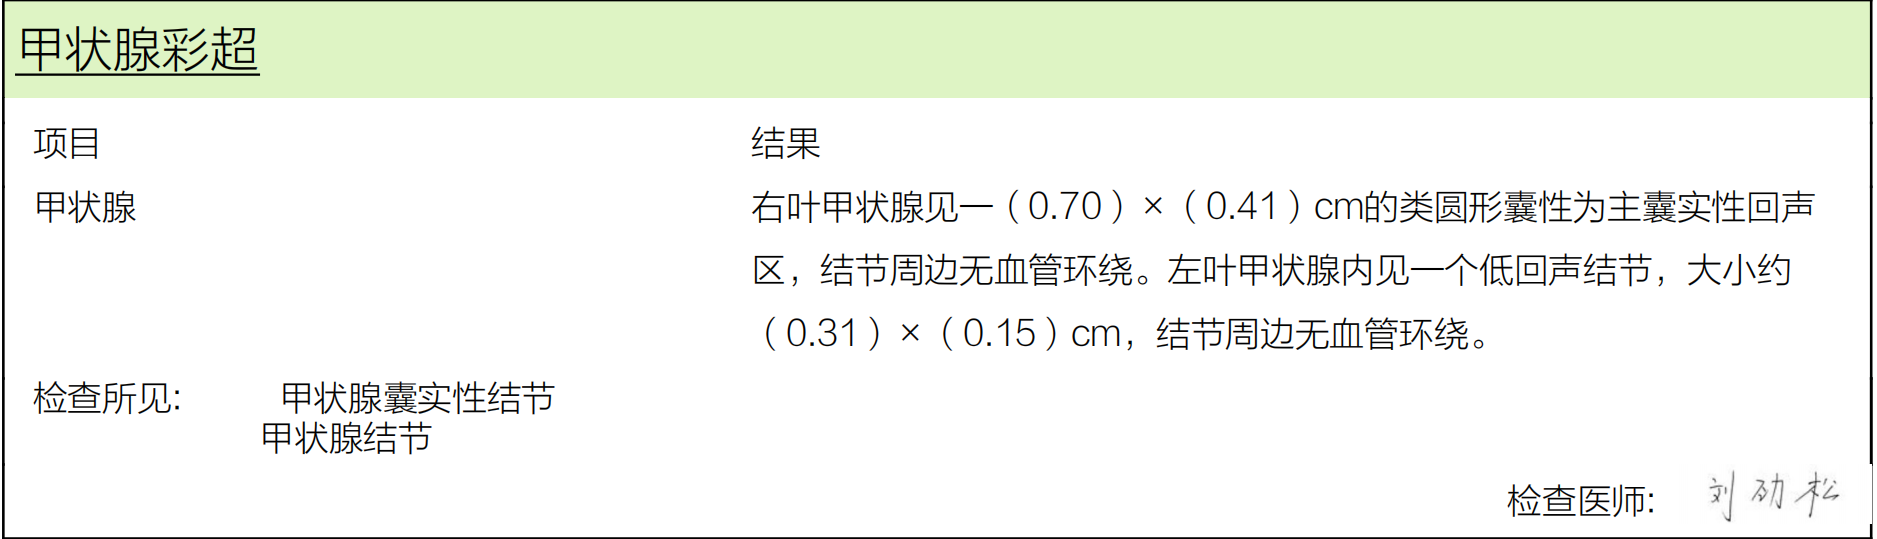 甲状腺彩超
项目 结果
甲状腺 右叶甲状腺见一（0.70）×（0.41）cm的类圆形囊性为主囊实性回声
区，结节周边无血管环绕。左叶甲状腺内见一个低回声结节，大小约
（0.31）×（0.15）cm，结节周边无血管环绕。
检查所见: 甲状腺囊实性结节
甲状腺结节
检查医师: 刘劲松